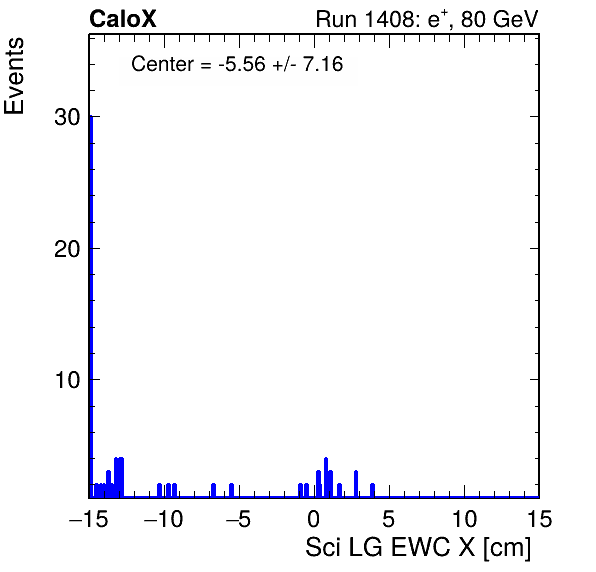 CaloX
Run 1408: e+, 80 GeV
Center = -5.56 +/- 7.16
Events
30
20
10
−15 −10 −5 0 5 10 15
Sci LG EWC X [cm]